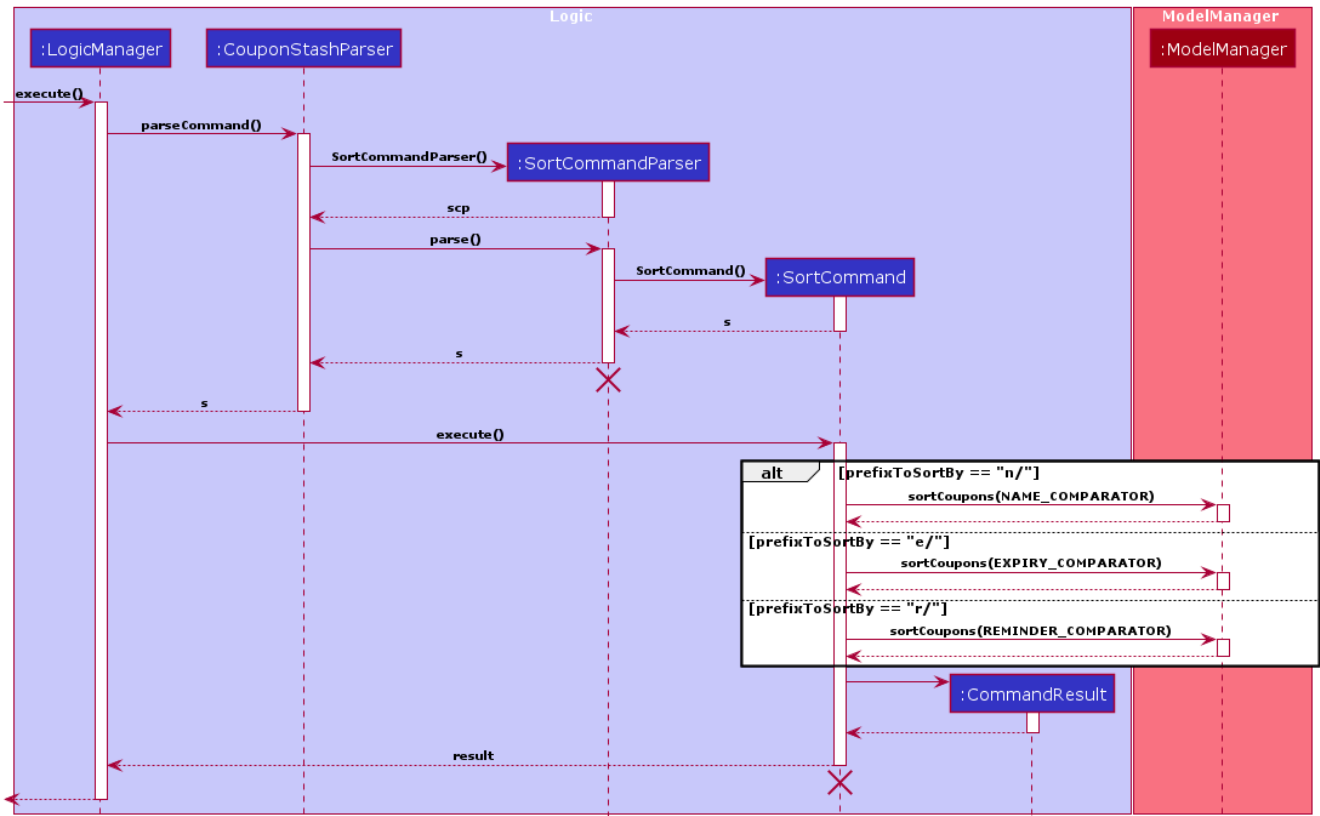 Logic
ModelManager
:LogicManager
:CouponStashParser
:ModelManager
execute()
parseCommand()
SortCommandParser()
:SortCommandParser
scp
parse()
SortCommand()
:SortCommand
s
s
s
execute()
alt
[prefixToSortBy == "n/"]
sortCoupons(NAME_COMPARATOR)
[prefixToSortBy == "e/"]
sortCoupons(EXPIRY_COMPARATOR)
[prefixToSortBy == "r/"]
sortCoupons(REMINDER_COMPARATOR)
:CommandResult
result